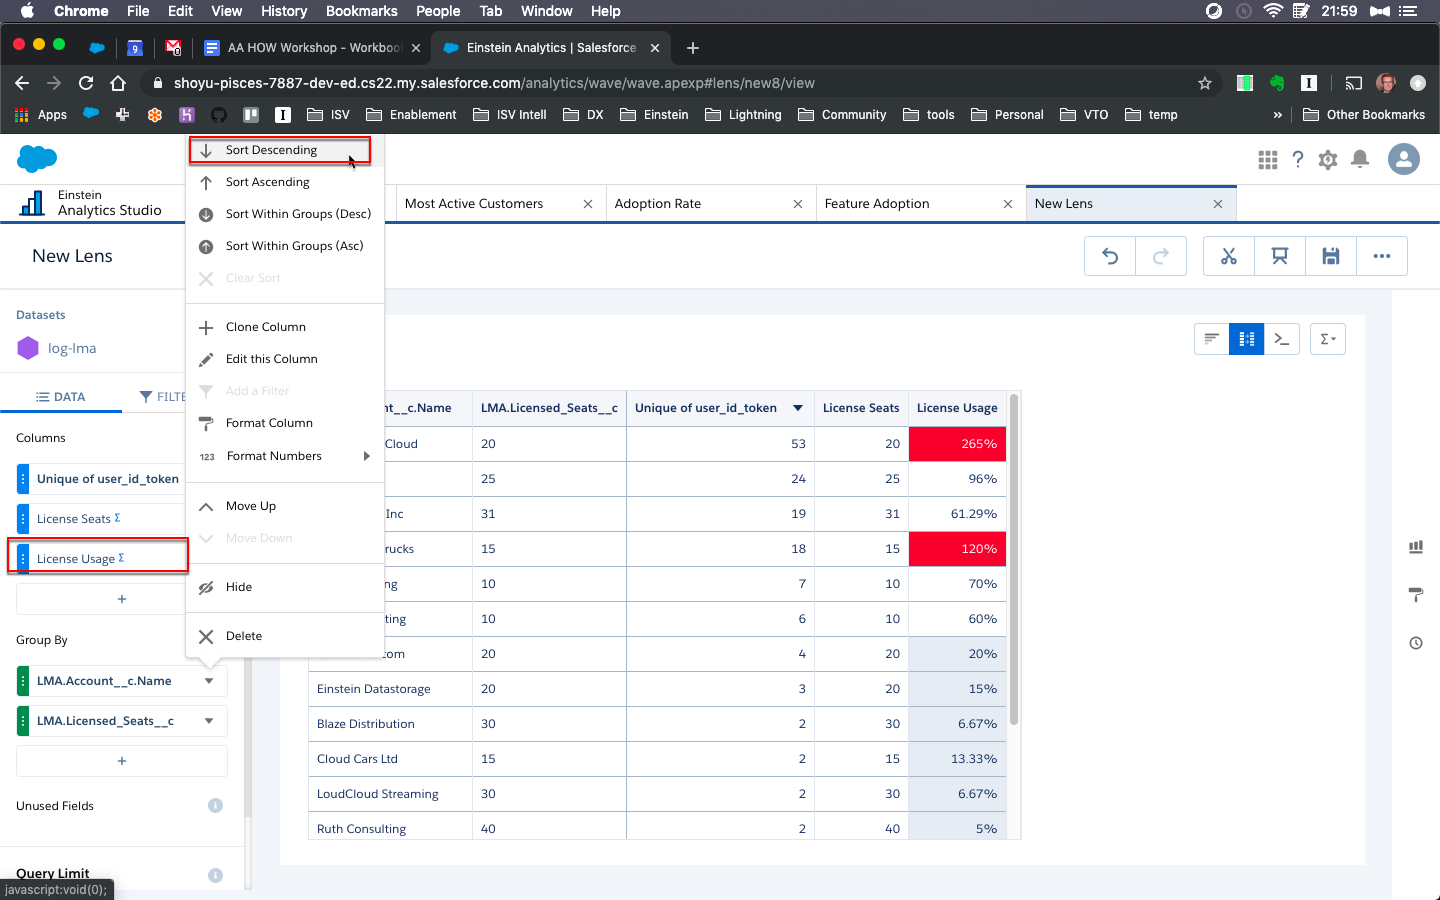 Chrome File Edit View History Bookmarks People Tab Window Help 21:59
9 0 AA HOW Workshop - Workboo Einstein Analytics | Salesforce
shoyu-pisces-7887-dev-ed.cs22.my.salesforce.com/analytics/wave/wave.apexp#lens/new8/view
Apps ISV Enablement ISV Intell DX Einstein Lightning Community tools Personal VTO temp » Other Bookmarks
Einstein
Analytics Studio
Most Active Customers Adoption Rate Feature Adoption New Lens
New Lens
Datasets
log-lma
DATA FILTE
Columns
Unique of user_id_token
License Seats Σ
License Usage Σ
+
Group By
LMA.Account__c.Name
LMA.Licensed_Seats__c
+
Unused Fields
Query Limit
javascript:void(0);
Sort Descending
Sort Ascending
Sort Within Groups (Desc)
Sort Within Groups (Asc)
Clear Sort
Clone Column
Edit this Column
Add a Filter
Format Column
123 Format Numbers
Move Up
Move Down
Hide
Delete
nt__c.Name LMA.Licensed_Seats__c Unique of user_id_token License Seats License Usage
Cloud 20 53 20 265%
25 24 25 96%
Inc 31 19 31 61.29%
rucks 15 18 15 120%
ng 10 7 10 70%
ting 10 6 10 60%
com 20 4 20 20%
Einstein Datastorage 20 3 20 15%
Blaze Distribution 30 2 30 6.67%
Cloud Cars Ltd 15 2 15 13.33%
LoudCloud Streaming 30 2 30 6.67%
Ruth Consulting 40 2 40 5%